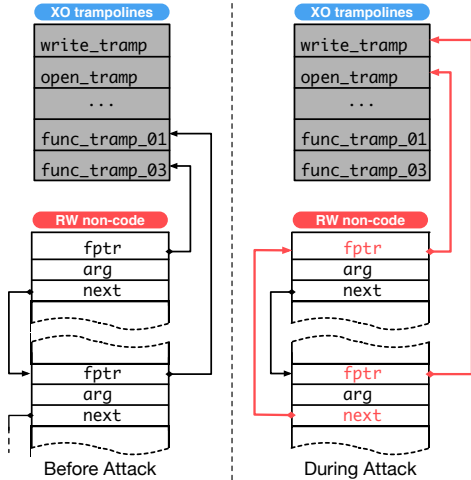 XO trampolines
write_tramp
open_tramp
...
func_tramp_01
func_tramp_03
RW non-code
fptr
arg
next
fptr
arg
next
Before Attack
XO trampolines
write_tramp
open_tramp
...
func_tramp_01
func_tramp_03
RW non-code
fptr
arg
next
fptr
arg
next
During Attack